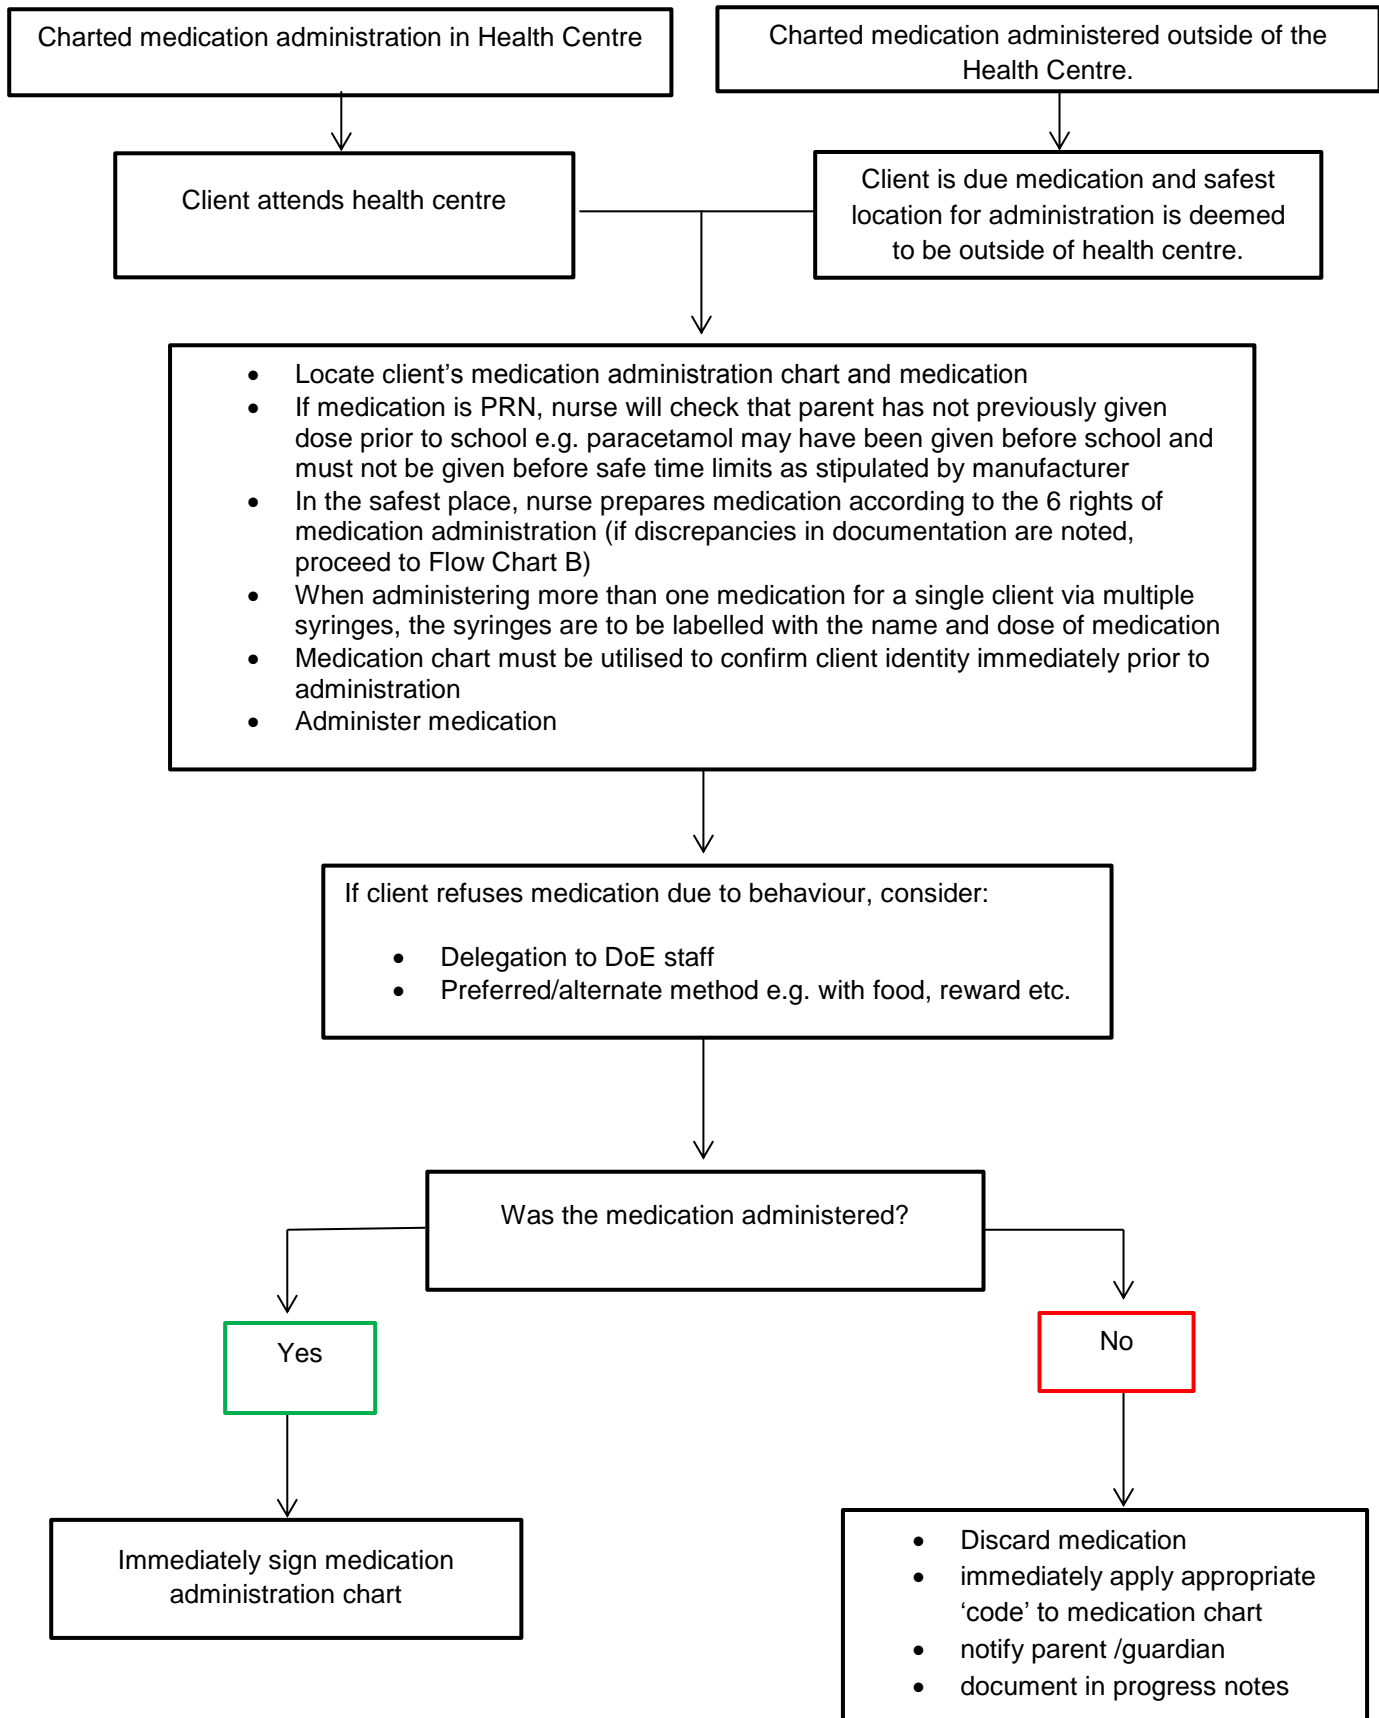 Charted medication administration in Health Centre
Charted medication administered outside of the
Health Centre.
Client attends health centre
Client is due medication and safest
location for administration is deemed
to be outside of health centre.
• Locate client's medication administration chart and medication
• If medication is PRN, nurse will check that parent has not previously given
dose prior to school e.g. paracetamol may have been given before school and
must not be given before safe time limits as stipulated by manufacturer
• In the safest place, nurse prepares medication according to the 6 rights of
medication administration (if discrepancies in documentation are noted,
proceed to Flow Chart B)
• When administering more than one medication for a single client via multiple
syringes, the syringes are to be labelled with the name and dose of medication
• Medication chart must be utilised to confirm client identity immediately prior to
administration
• Administer medication
If client refuses medication due to behaviour, consider:
• Delegation to DoE staff
• Preferred/alternate method e.g. with food, reward etc.
Was the medication administered?
Yes
No
Immediately sign medication
administration chart
• Discard medication
• immediately apply appropriate
‘code’ to medication chart
• notify parent /guardian
• document in progress notes